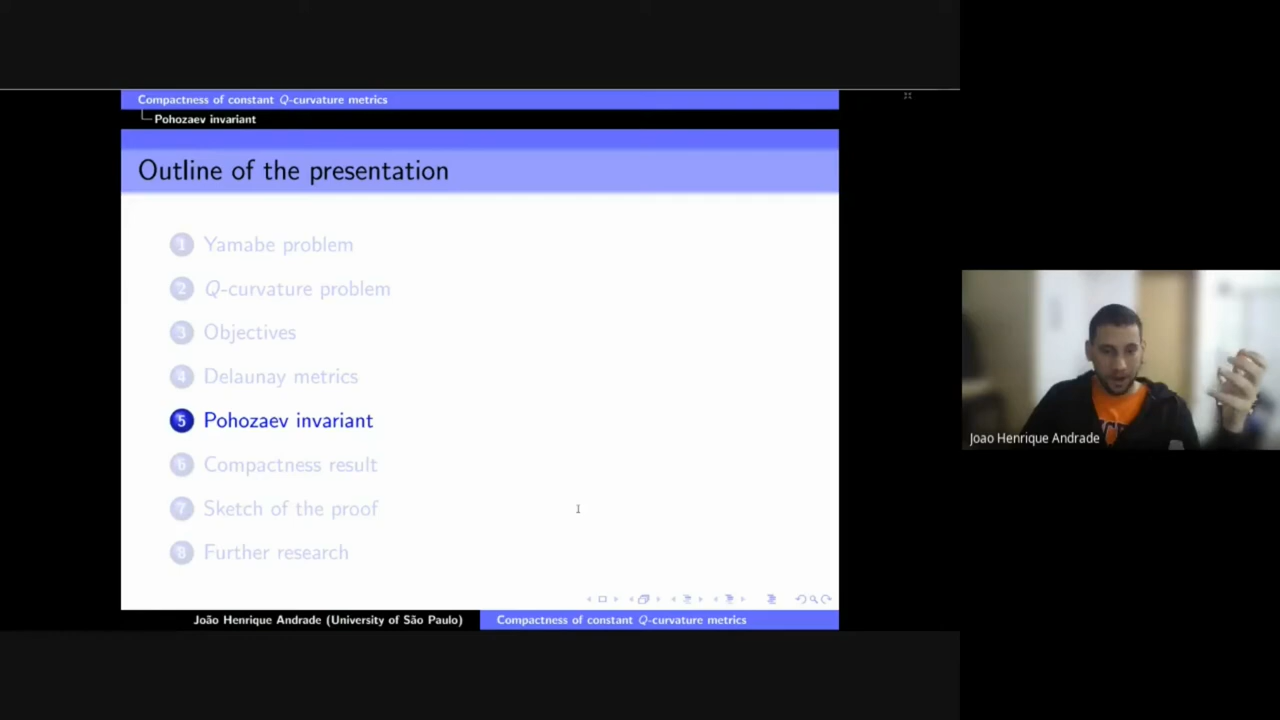 Compactness of constant Q-curvature metrics
Pohozaev invariant
Outline of the presentation
1 Yamabe problem
2 Q-curvature problem
3 Objectives
4 Delaunay metrics
5 Pohozaev invariant
6 Compactness result
7 Sketch of the proof
8 Further research
João Henrique Andrade (University of São Paulo)
Compactness of constant Q-curvature metrics
Joao Henrique Andrade